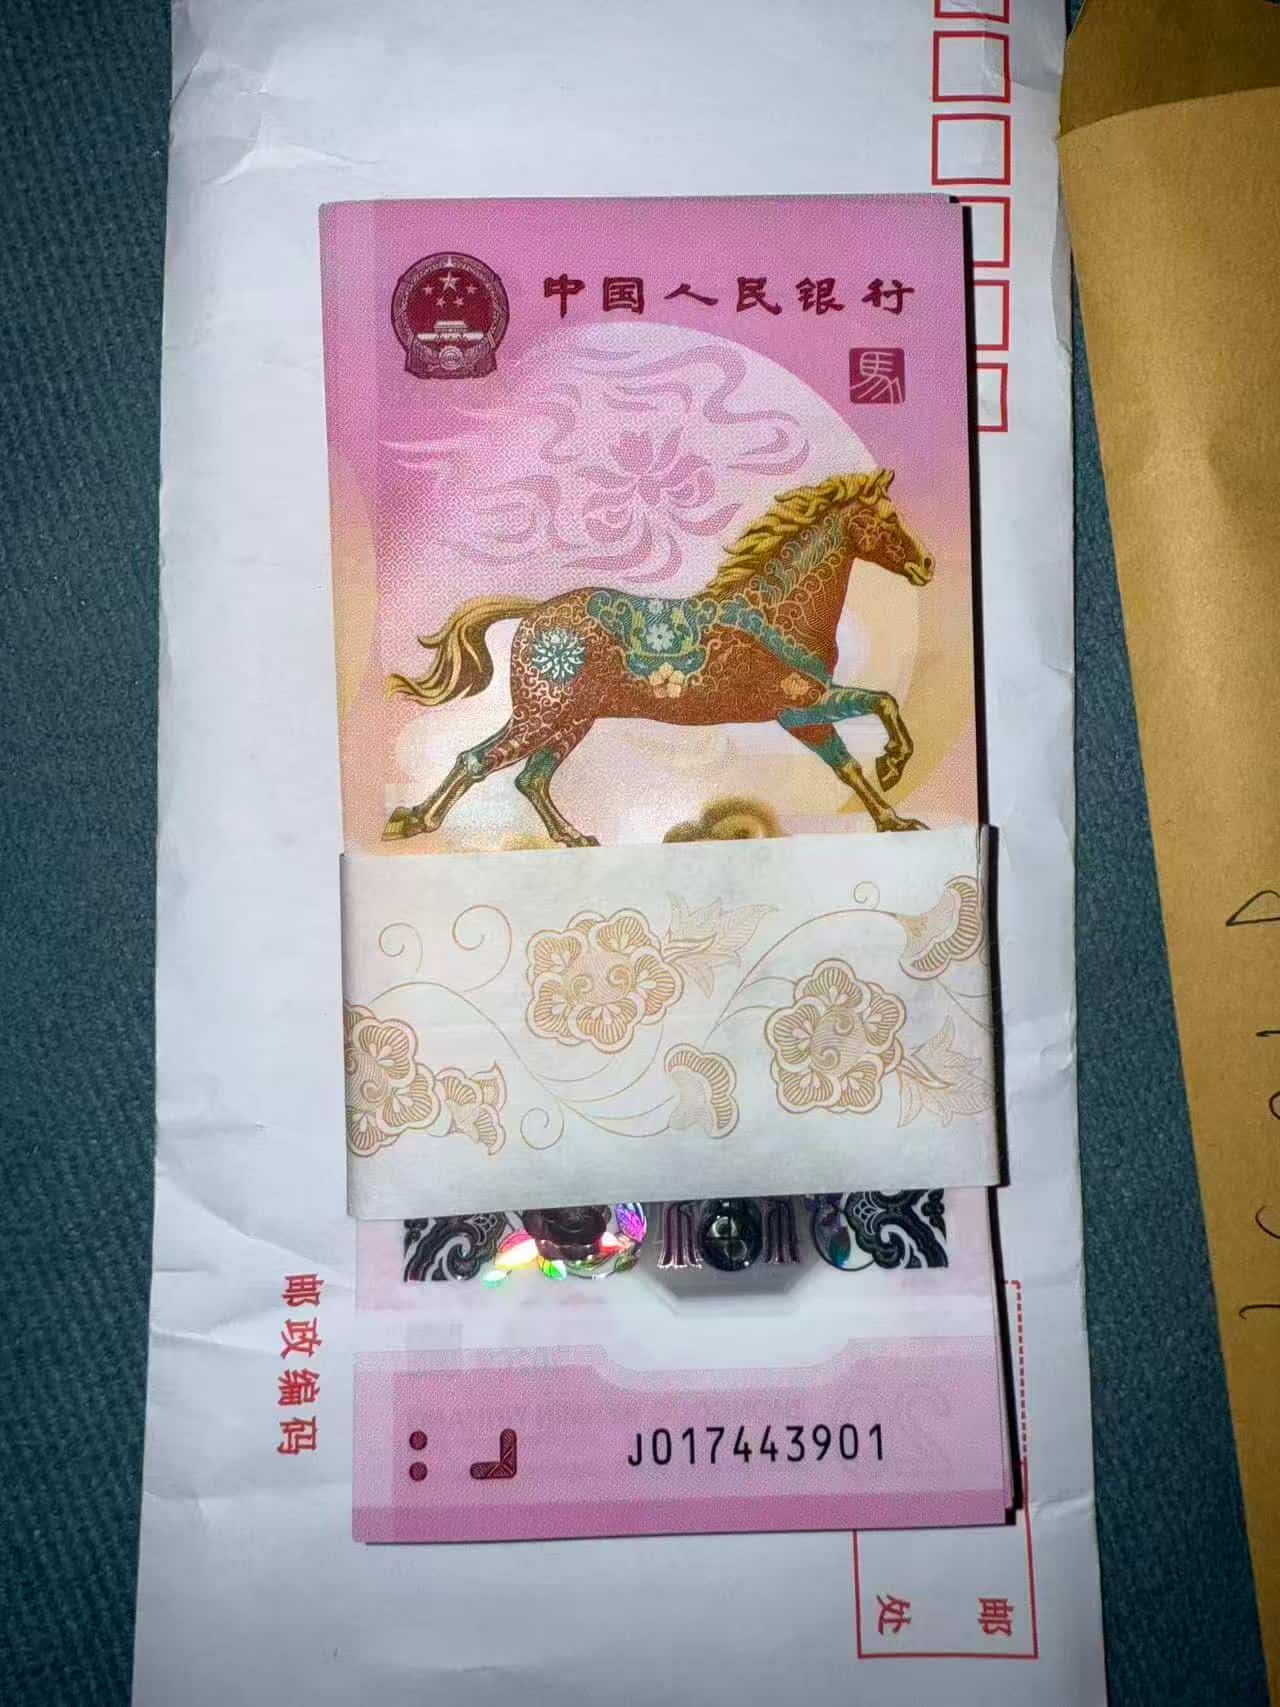 中国人民银行
馬
J017443901
邮政编码
邮
处